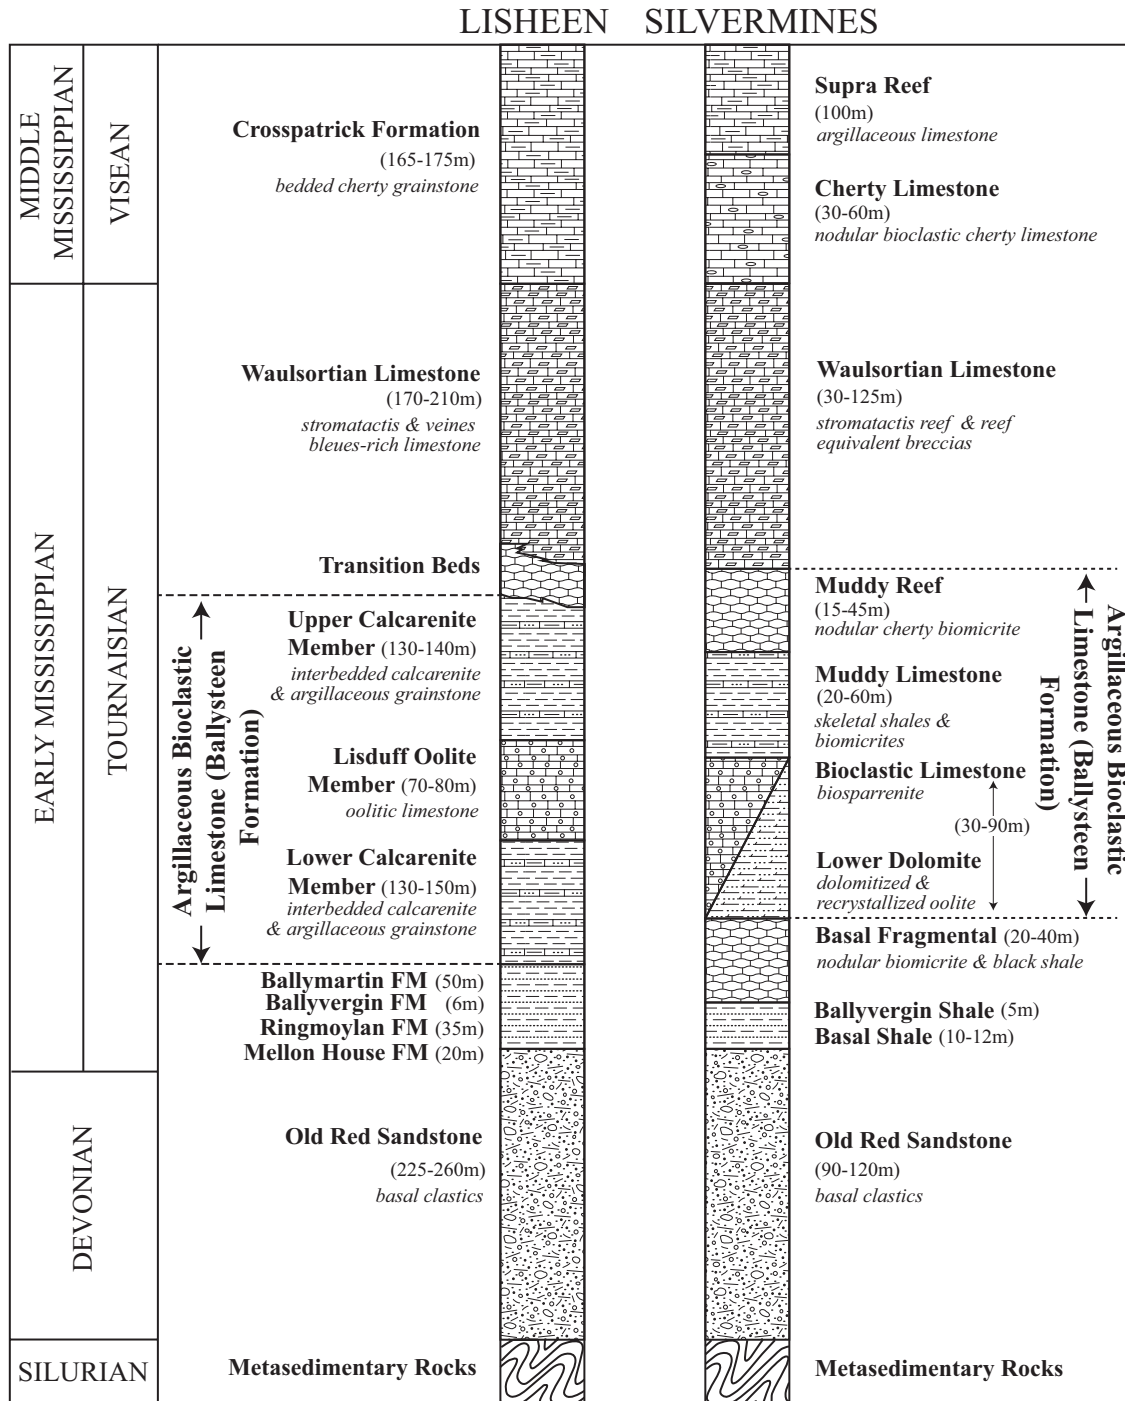 LISHEEN SILVERMINES
MIDDLE
MISSISSIPPIAN
VISEAN
EARLY MISSISSIPPIAN
TOURNAISIAN
DEVONIAN
SILURIAN
Crosspatrick Formation
(165-175m)
bedded cherty grainstone
Waulsortian Limestone
(170-210m)
stromatactis & veines
bleues-rich limestone
Transition Beds
Argillaceous Bioclastic
Limestone (Ballysteen
Formation)
Upper Calcarenite
Member (130-140m)
interbedded calcarenite
& argillaceous grainstone
Lisduff Oolite
Member (70-80m)
oolitic limestone
Lower Calcarenite
Member (130-150m)
interbedded calcarenite
& argillaceous grainstone
Ballymartin FM (50m)
Ballyvergin FM (6m)
Ringmoylan FM (35m)
Mellon House FM (20m)
Old Red Sandstone
(225-260m)
basal clastics
Metasedimentary Rocks
Supra Reef
(100m)
argillaceous limestone
Cherty Limestone
(30-60m)
nodular bioclastic cherty limestone
Waulsortian Limestone
(30-125m)
stromatactis reef & reef
equivalent breccias
Muddy Reef
(15-45m)
nodular cherty biomicrite
Muddy Limestone
(20-60m)
skeletal shales &
biomicrites
Bioclastic Limestone
biosparrenite
(30-90m)
Lower Dolomite
dolomitized &
recrystallized oolite
Argillaceous Bioclastic
Limestone (Ballysteen
Formation)
Basal Fragmental (20-40m)
nodular biomicrite & black shale
Ballyvergin Shale (5m)
Basal Shale (10-12m)
Old Red Sandstone
(90-120m)
basal clastics
Metasedimentary Rocks